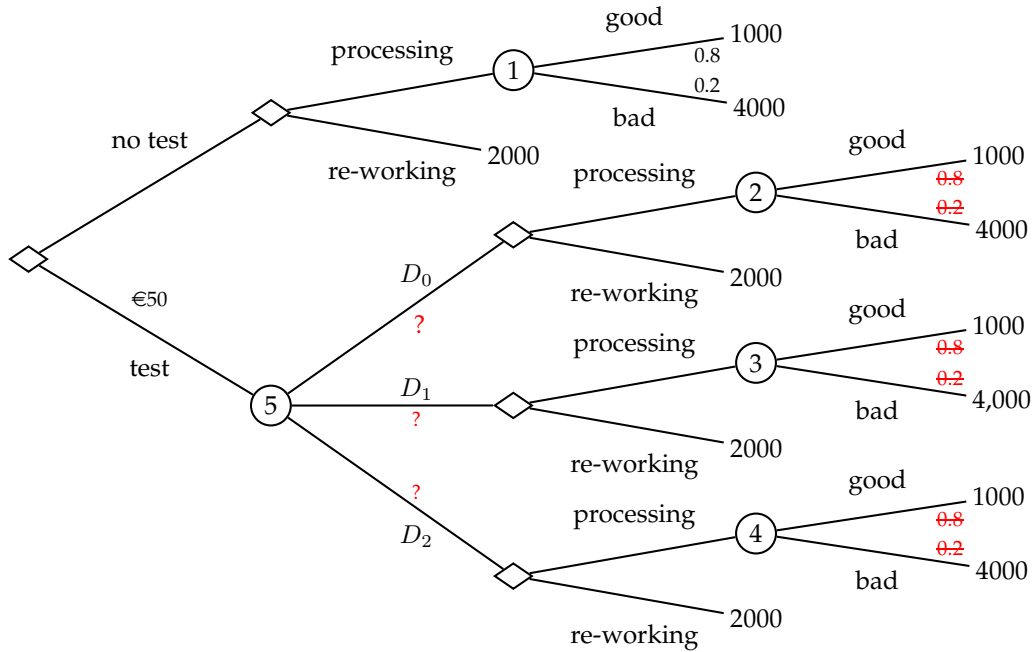 good
1000
processing
1
0.8
0.2
4000
bad
no test
2000
re-working
good
1000
processing
2
0.8
0.2
4000
bad
D0
2000
re-working
?
€50
good
1000
processing
3
0.8
0.2
4,000
bad
test
5
D1
?
2000
re-working
good
1000
?
processing
4
0.8
0.2
4000
bad
D2
2000
re-working